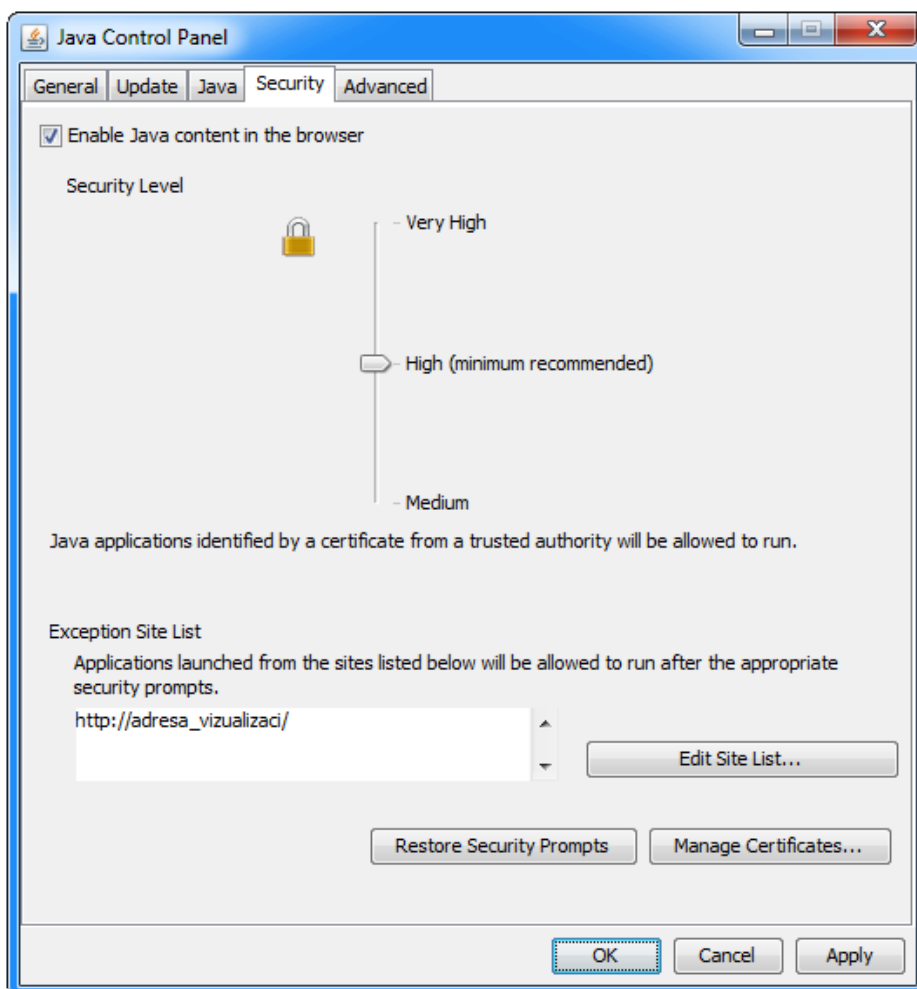 Java Control Panel
General Update Java Security Advanced
Enable Java content in the browser
Security Level
- Very High
- High (minimum recommended)
- Medium
Java applications identified by a certificate from a trusted authority will be allowed to run.
Exception Site List
Applications launched from the sites listed below will be allowed to run after the appropriate
security prompts.
http://adresa_vizualizaci/
Edit Site List...
Restore Security Prompts Manage Certificates...
OK Cancel Apply